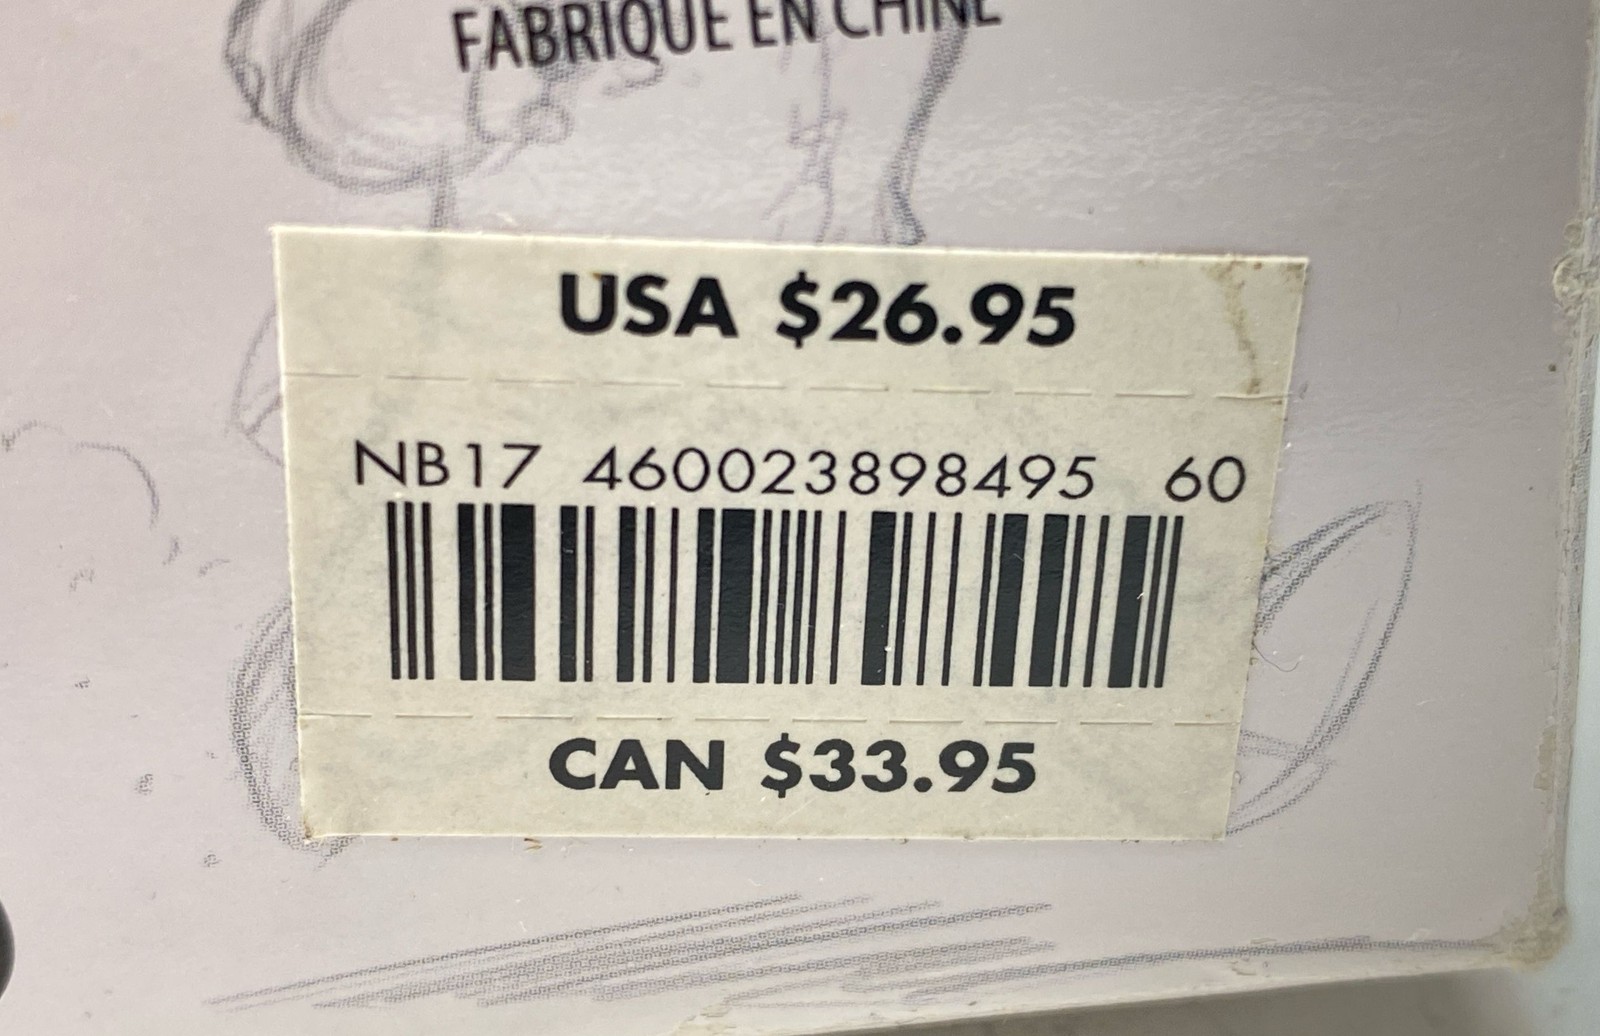 FABRIQUE EN CHINE
USA $26.95
NB17 460023898495 60
CAN $33.95